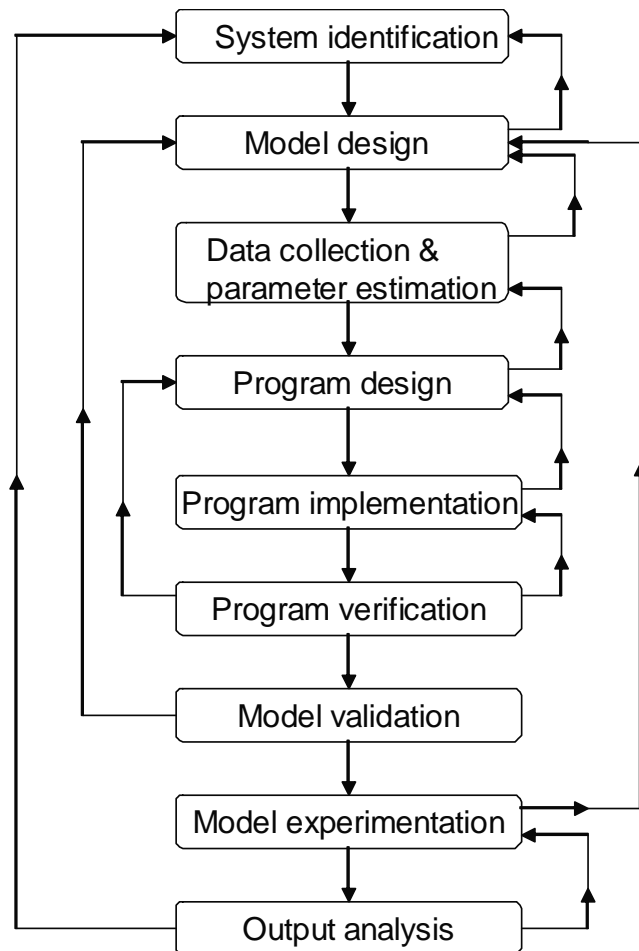 System identification
Model design
Data collection &
parameter estimation
Program design
Program implementation
Program verification
Model validation
Model experimentation
Output analysis